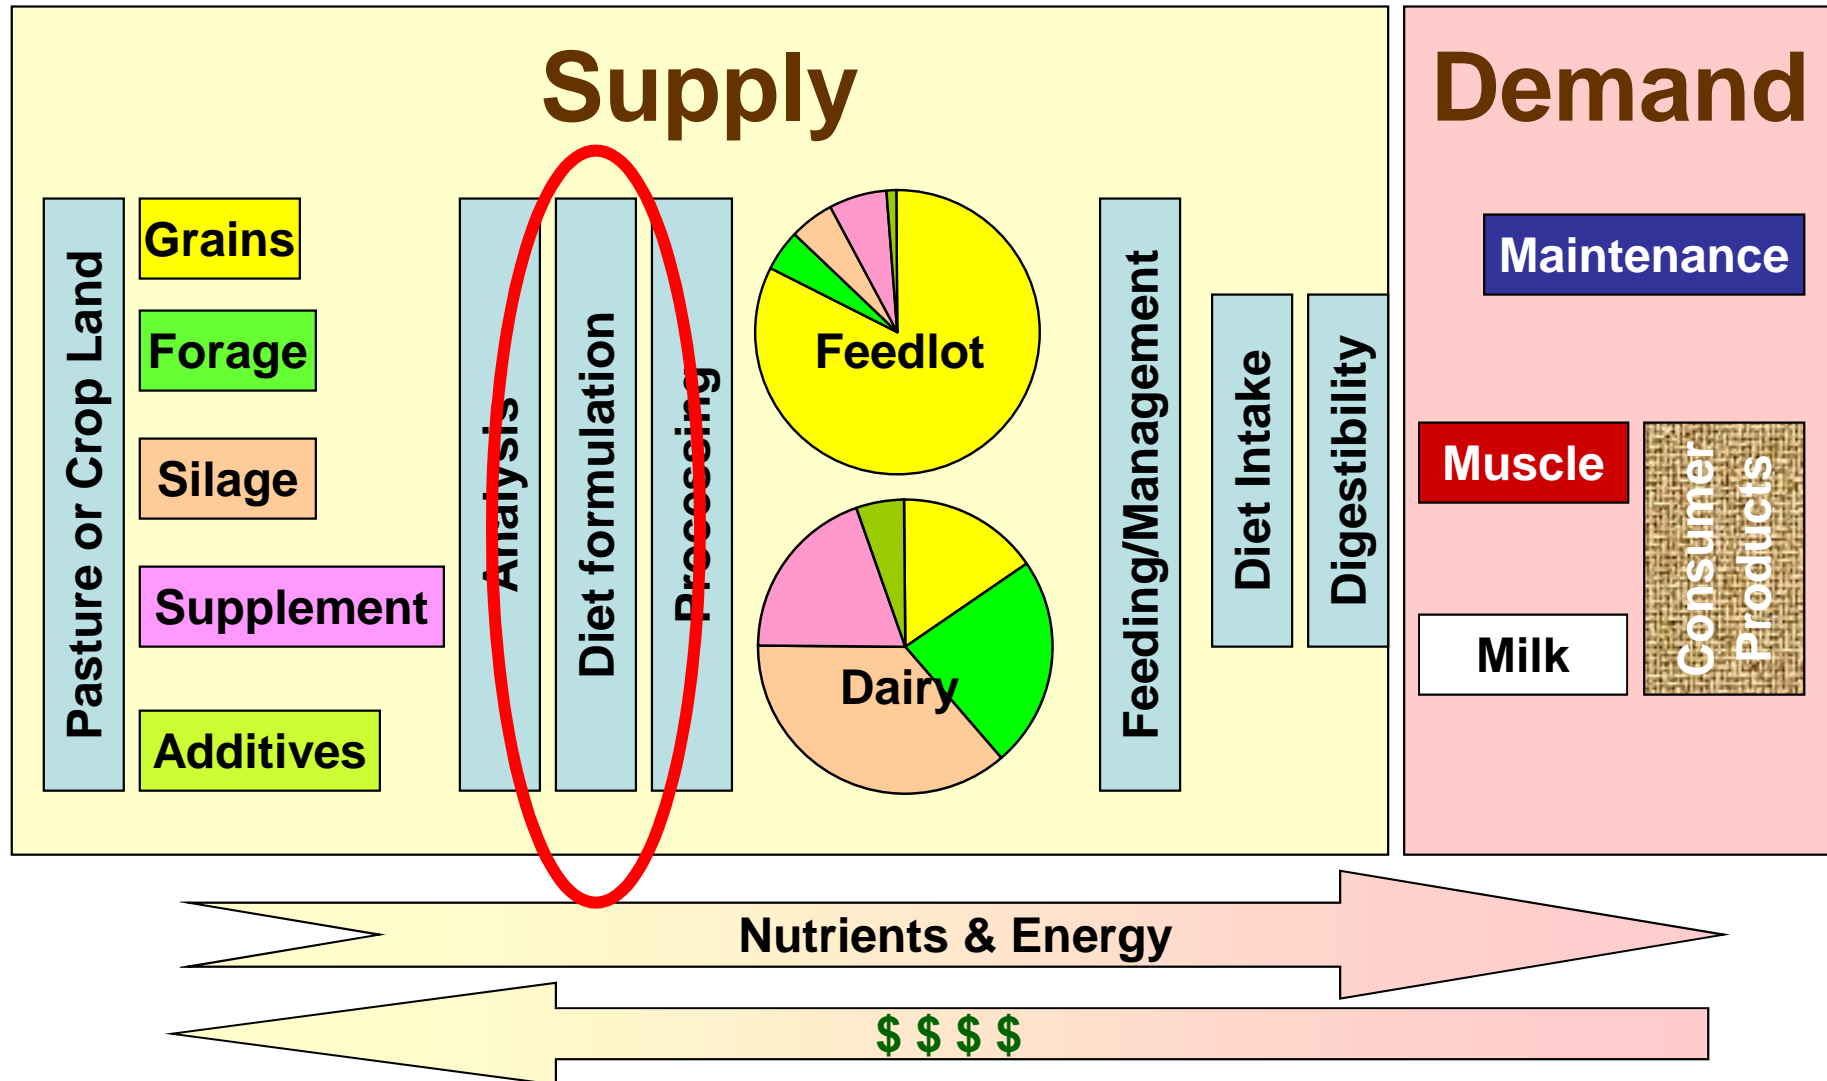 Supply
Demand
Pasture or Crop Land
Grains
Forage
Silage
Supplement
Additives
Analysis
Diet formulation
Processing
Feedlot
Dairy
Feeding/Management
Diet Intake
Digestibility
Maintenance
Muscle
Milk
Consumer
Products
Nutrients & Energy
$ $ $ $